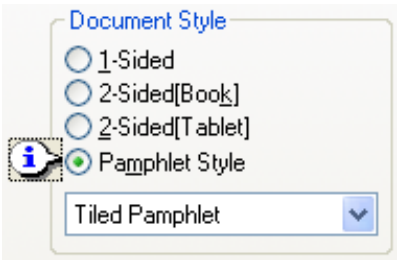 Document Style
1-Sided
2-Sided[Book]
2-Sided[Tablet]
i
Pamphlet Style
Tiled Pamphlet